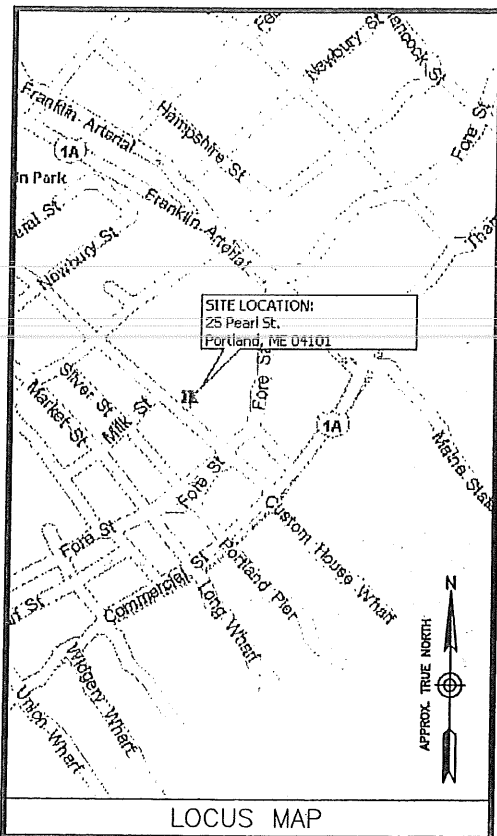 Newbury St
Hancock St
Fore St
Franklin Arterial
Hampshire St
1A
n Park
Franklin Arterial
eral St
Newbury St
SITE LOCATION:
25 Pearl St.
Portland, ME 04101
Silver St
Market St
Milk St
Fore St
1A
Fore St
Fore St
Custom House Wharf
Commercial St
Portland Pier
Long Wharf
Widgery Wharf
Union Wharf
N
APPROX. TRUE NORTH
LOCUS MAP